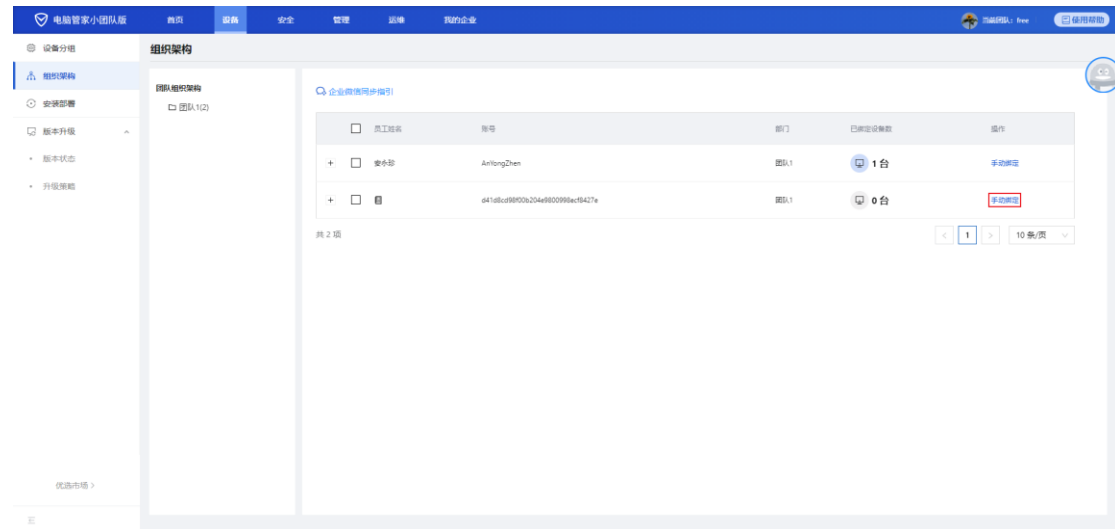 电脑管家小团队版 首页 设备 安全 管理 运维 我的企业 当前团队: free 使用帮助
设备分组
组织架构
安装部署
版本升级
版本状态
升级策略
优选市场 >
组织架构
团队组织架构
团队1(2)
企业微信同步指引
员工姓名 账号 部门 已绑定设备数 操作
+ 安永珍 AnYongZhen 团队1 1 台 手动绑定
+ d41d8cd98f00b204e9800998ecf8427e 团队1 0 台 手动绑定
共 2 项 < 1 > 10 条/页